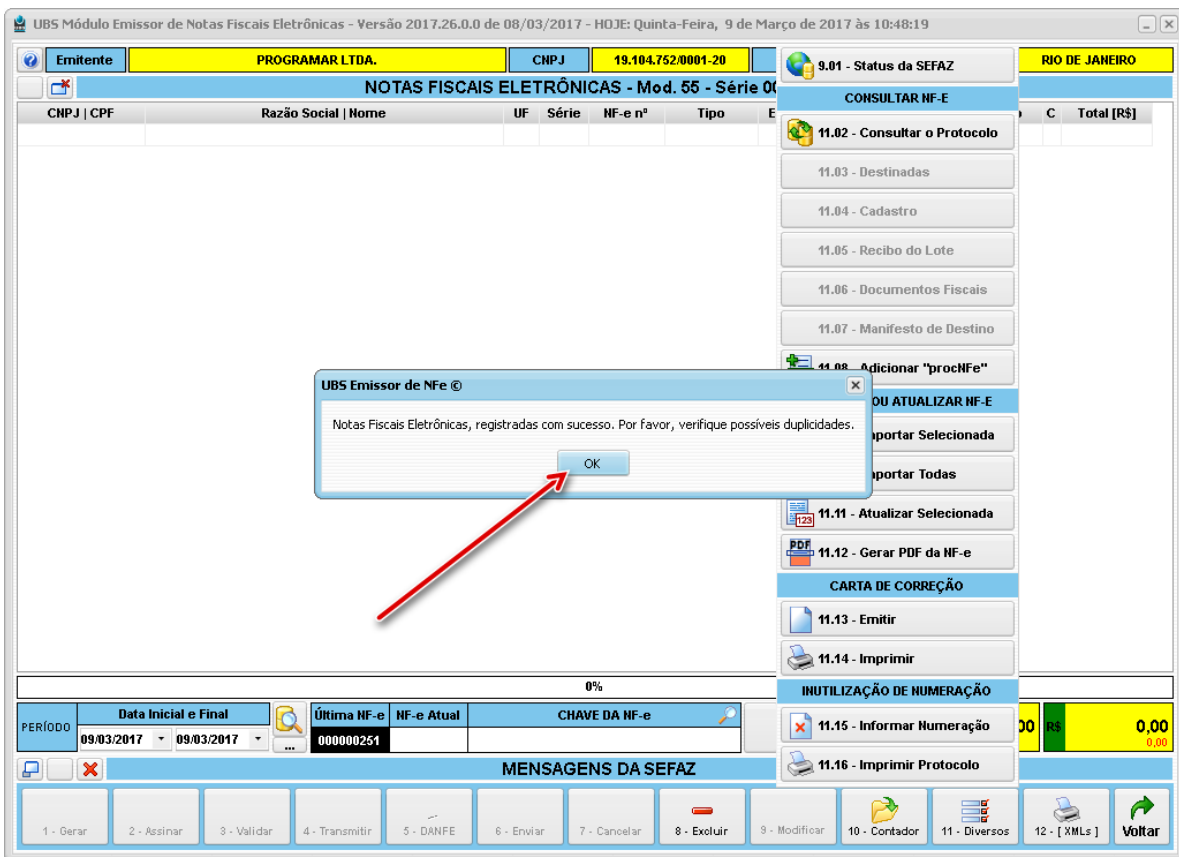 UBS Módulo Emissor de Notas Fiscais Eletrônicas - Versão 2017.26.0.0 de 08/03/2017 - HOJE: Quinta-Feira, 9 de Março de 2017 às 10:48:19
Emitente PROGRAMAR LTDA. CNPJ 19.104.752/0001-20 RIO DE JANEIRO
NOTAS FISCAIS ELETRÔNICAS - Mod. 55 - Série 00
CNPJ | CPF Razão Social | Nome UF Série NF-e nº Tipo E C Total [R$]
9.01 - Status da SEFAZ
CONSULTAR NF-E
11.02 - Consultar o Protocolo
11.03 - Destinadas
11.04 - Cadastro
11.05 - Recibo do Lote
11.06 - Documentos Fiscais
11.07 - Manifesto de Destino
11.08 - Adicionar "procNFe"
OU ATUALIZAR NF-E
portar Selecionada
portar Todas
11.11 - Atualizar Selecionada
123
PDF 11.12 - Gerar PDF da NF-e
CARTA DE CORREÇÃO
11.13 - Emitir
11.14 - Imprimir
INUTILIZAÇÃO DE NUMERAÇÃO
11.15 - Informar Numeração
11.16 - Imprimir Protocolo
UBS Emissor de NFe ©
Notas Fiscais Eletrônicas, registradas com sucesso. Por favor, verifique possíveis duplicidades.
OK
0%
PERÍODO Data Inicial e Final Última NF-e NF-e Atual CHAVE DA NF-e
09/03/2017 09/03/2017 ... 000000251 00 R$ 0,00
0,00
MENSAGENS DA SEFAZ
1 - Gerar 2 - Assinar 3 - Validar 4 - Transmitir 5 - DANFE 6 - Enviar 7 - Cancelar 8 - Excluir 9 - Modificar 10 - Contador 11 - Diversos 12 - [ XMLs ] Voltar